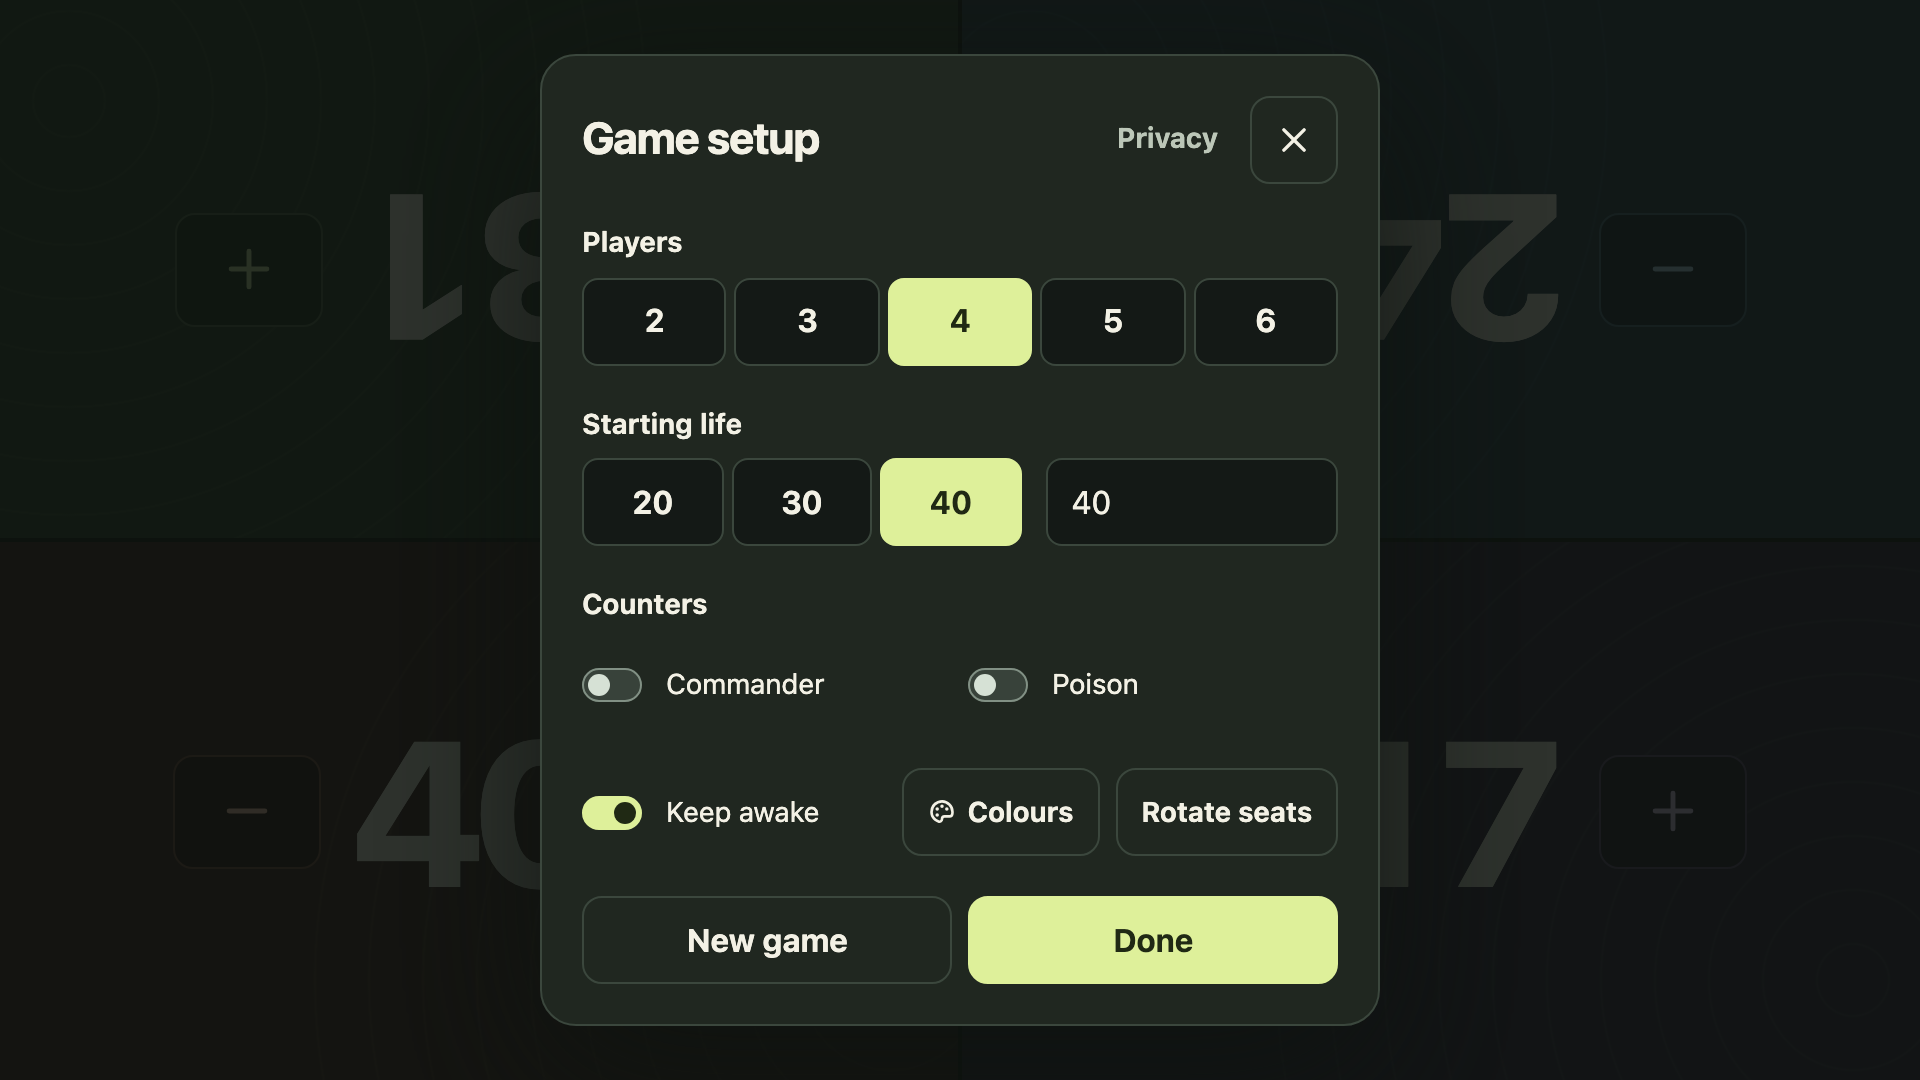 Game setup
Privacy
Players
2 3 4 5 6
Starting life
20 30 40 40
Counters
Commander Poison
Keep awake Colours Rotate seats
New game Done